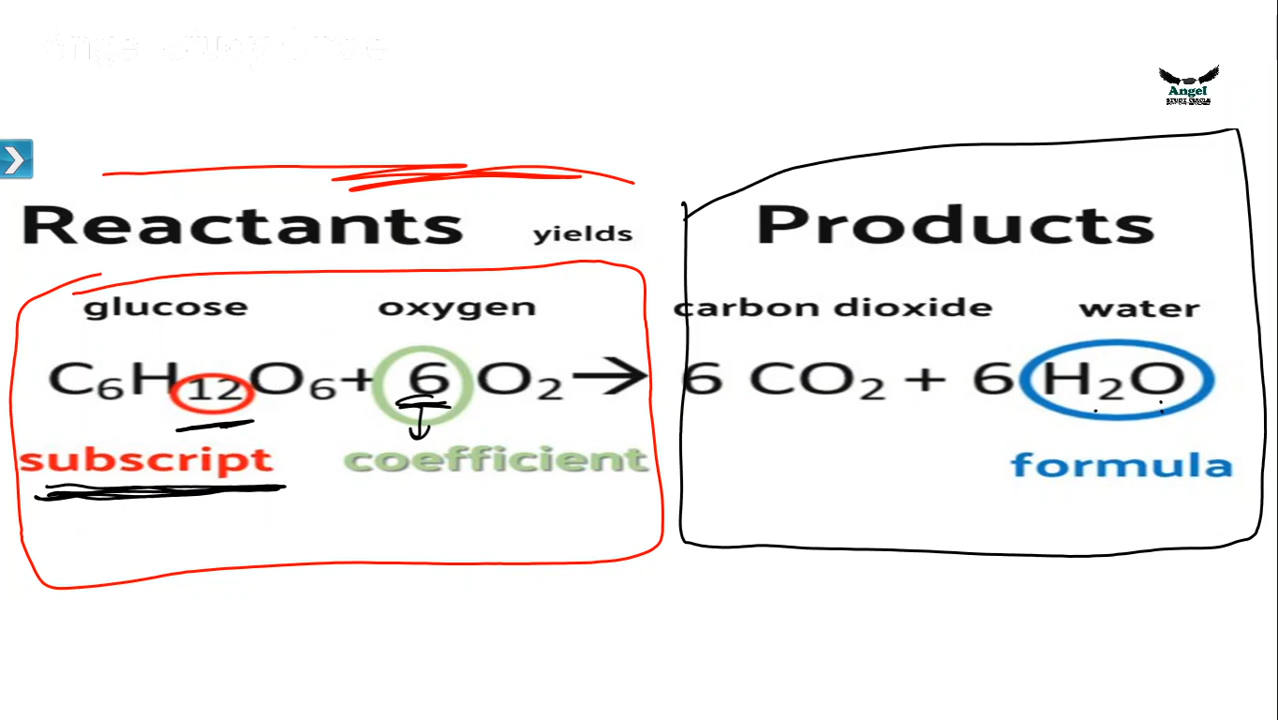 Angel
Reactants yields Products
glucose oxygen carbon dioxide water
C₆H₁₂O₆+ 6 O₂→ 6 CO₂ + 6 H₂O
subscript coefficient formula